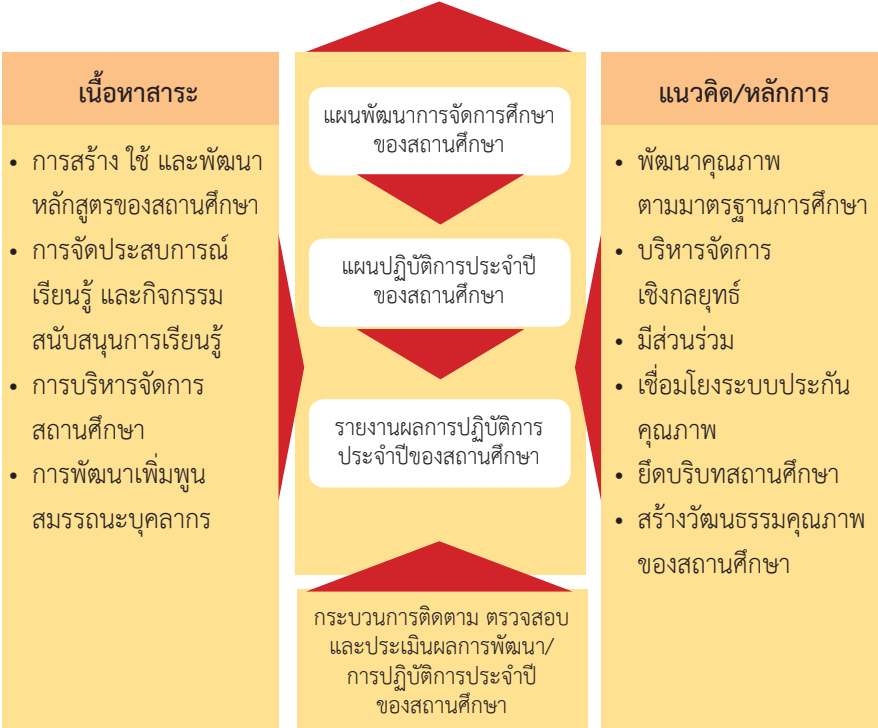 เนื้อหาสาระ
• การสร้าง ใช้ และพัฒนา
หลักสูตรของสถานศึกษา
• การจัดประสบการณ์
เรียนรู้ และกิจกรรม
สนับสนุนการเรียนรู้
• การบริหารจัดการ
สถานศึกษา
• การพัฒนาเพิ่มพูน
สมรรถนะบุคลากร
แผนพัฒนาการจัดการศึกษา
ของสถานศึกษา
แผนปฏิบัติการประจำปี
ของสถานศึกษา
รายงานผลการปฏิบัติการ
ประจำปีของสถานศึกษา
กระบวนการติดตาม ตรวจสอบ
และประเมินผลการพัฒนา/
การปฏิบัติการประจำปี
ของสถานศึกษา
แนวคิด/หลักการ
• พัฒนาคุณภาพ
ตามมาตรฐานการศึกษา
• บริหารจัดการ
เชิงกลยุทธ์
• มีส่วนร่วม
• เชื่อมโยงระบบประกัน
คุณภาพ
• ยึดบริบทสถานศึกษา
• สร้างวัฒนธรรมคุณภาพ
ของสถานศึกษา